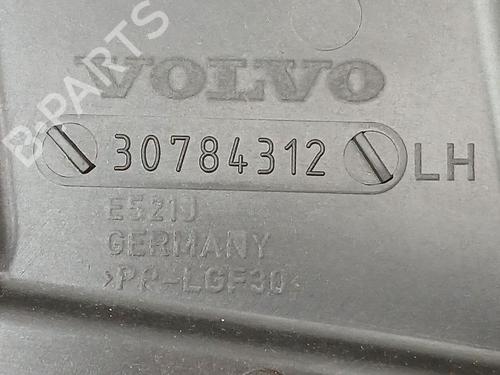 VOLVO
30784312 LH
E521J
GERMANY
>PP-LGF30<
B-PARTS